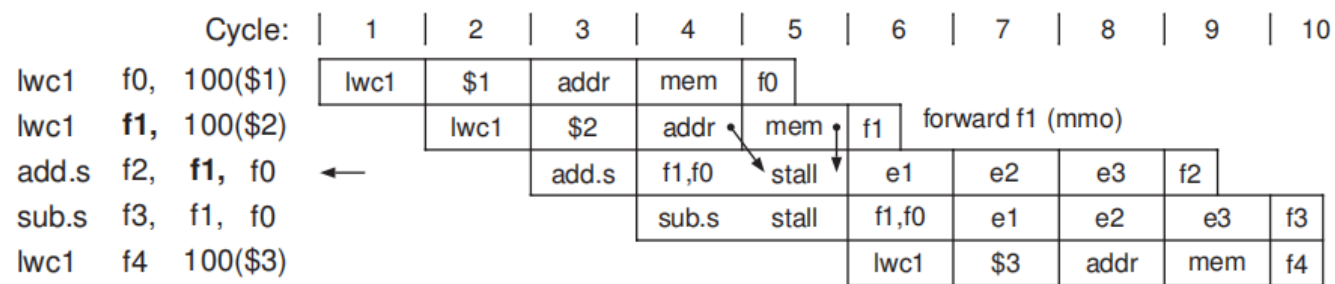 Cycle: 1 2 3 4 5 6 7 8 9 10
lwc1 f0, 100($1) lwc1 $1 addr mem f0
lwc1 f1, 100($2) lwc1 $2 addr mem f1 forward f1 (mmo)
add.s f2, f1, f0 add.s f1,f0 stall e1 e2 e3 f2
sub.s f3, f1, f0 sub.s stall f1,f0 e1 e2 e3 f3
lwc1 f4 100($3) lwc1 $3 addr mem f4